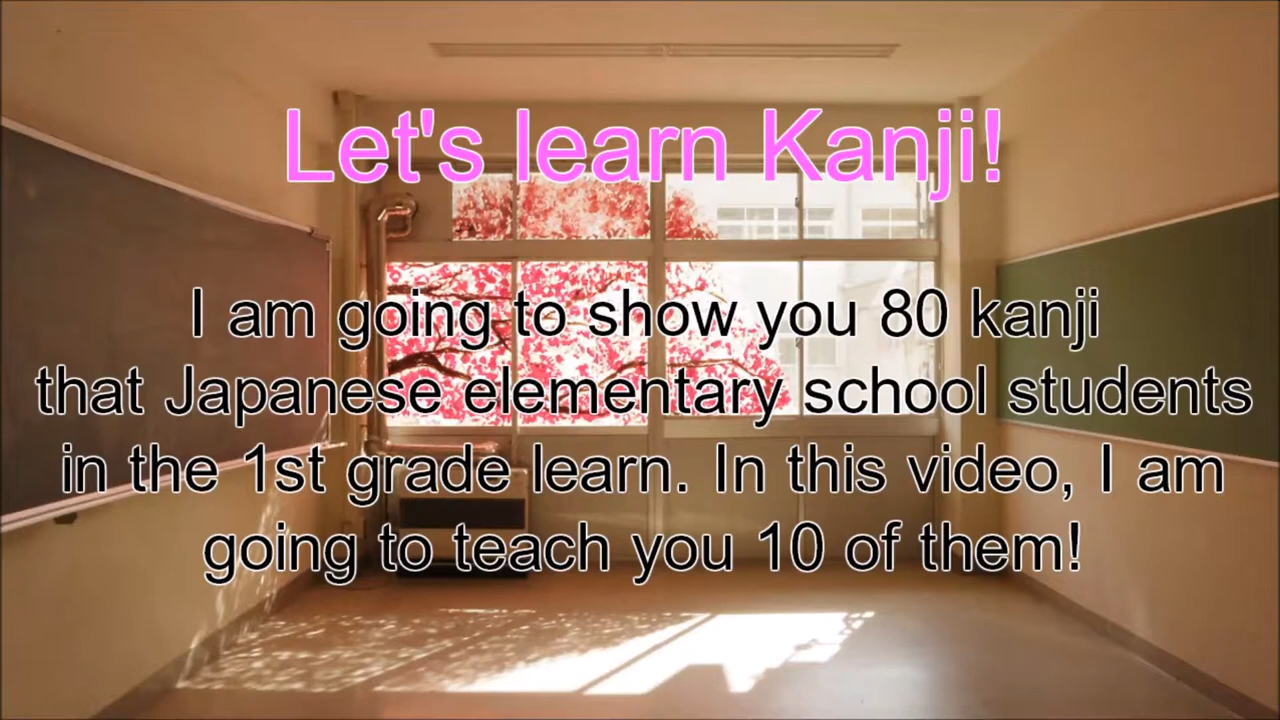 Let's learn Kanji!
I am going to show you 80 kanji
that Japanese elementary school students
in the 1st grade learn. In this video, I am
going to teach you 10 of them!